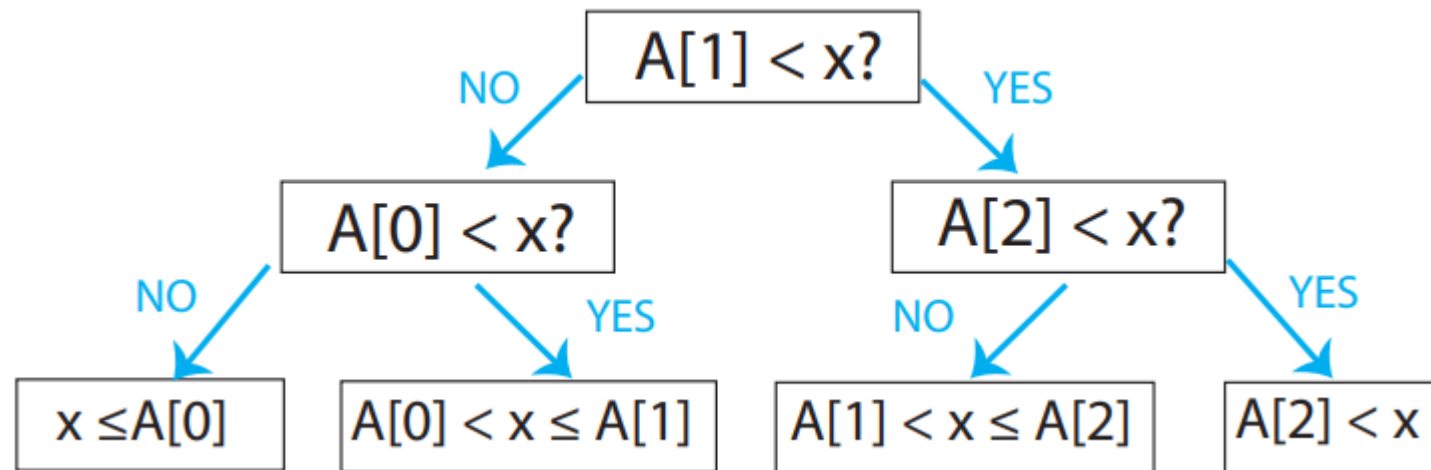 A[1] < x?
NO
YES
A[0] < x?
A[2] < x?
NO
YES
NO
YES
x ≤A[0]
A[0] < x ≤ A[1]
A[1] < x ≤ A[2]
A[2] < x